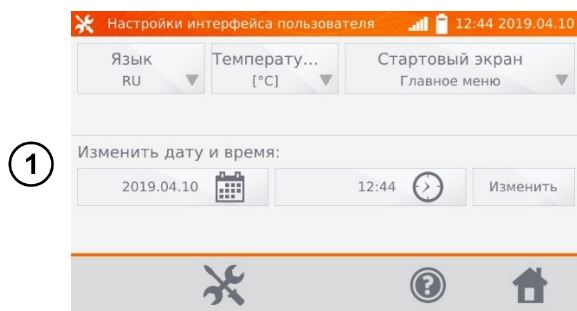 Настройки интерфейса пользователя 12:44 2019.04.10
Язык Температу... Стартовый экран
RU [°C] Главное меню
1
Изменить дату и время:
2019.04.10 12:44 Изменить
?